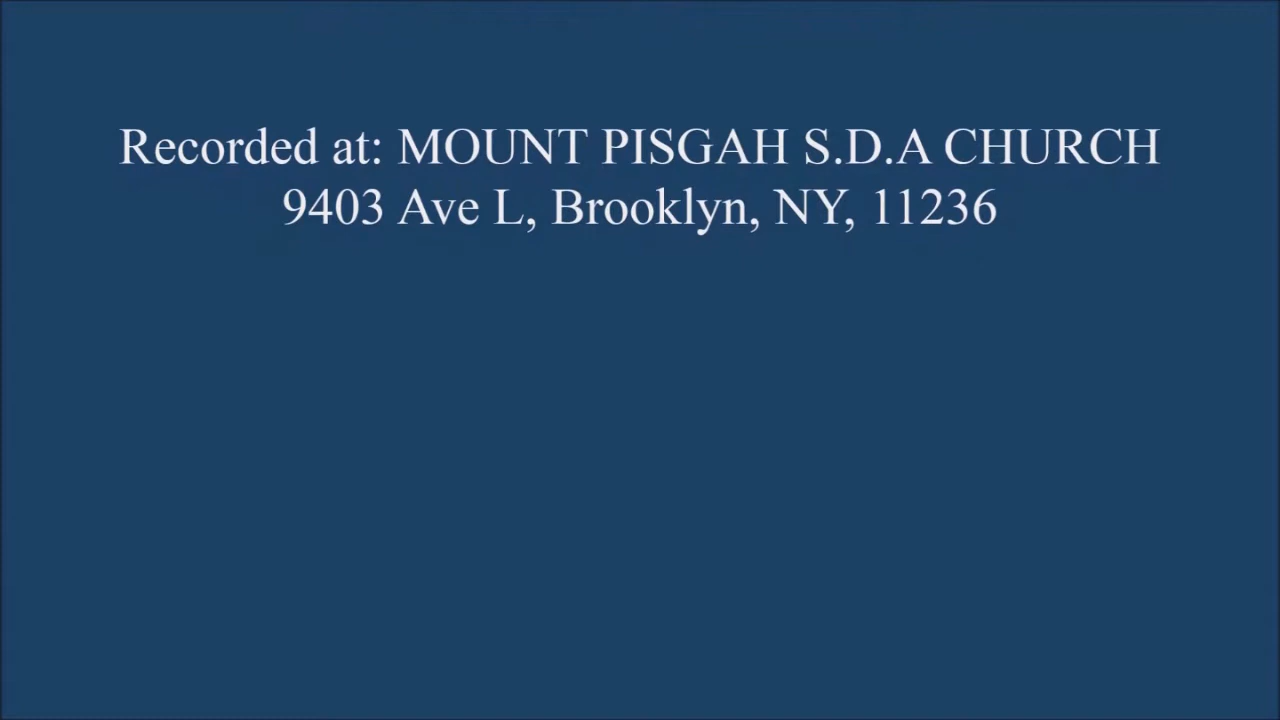 Recorded at: MOUNT PISGAH S.D.A CHURCH
9403 Ave L, Brooklyn, NY, 11236